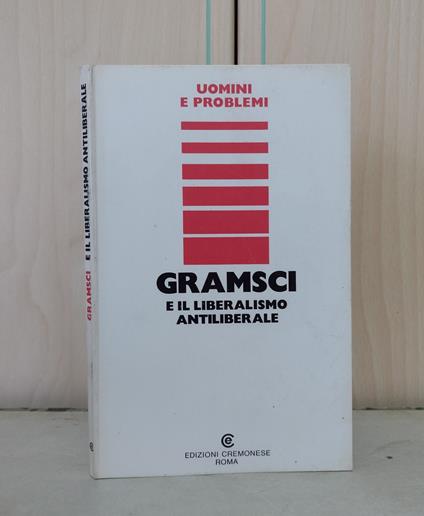 UOMINI
E PROBLEMI
GRAMSCI
E IL LIBERALISMO
ANTILIBERALE
EDIZIONI CREMONESE
ROMA
GRAMSCI E IL LIBERALISMO ANTILIBERALE